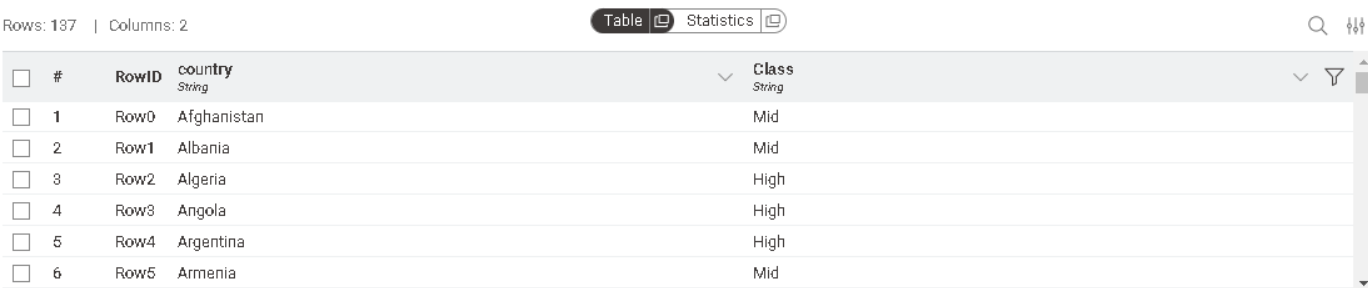 Rows: 137 | Columns: 2
Table Statistics
# RowID country Class
String String
1 Row0 Afghanistan Mid
2 Row1 Albania Mid
3 Row2 Algeria High
4 Row3 Angola High
5 Row4 Argentina High
6 Row5 Armenia Mid